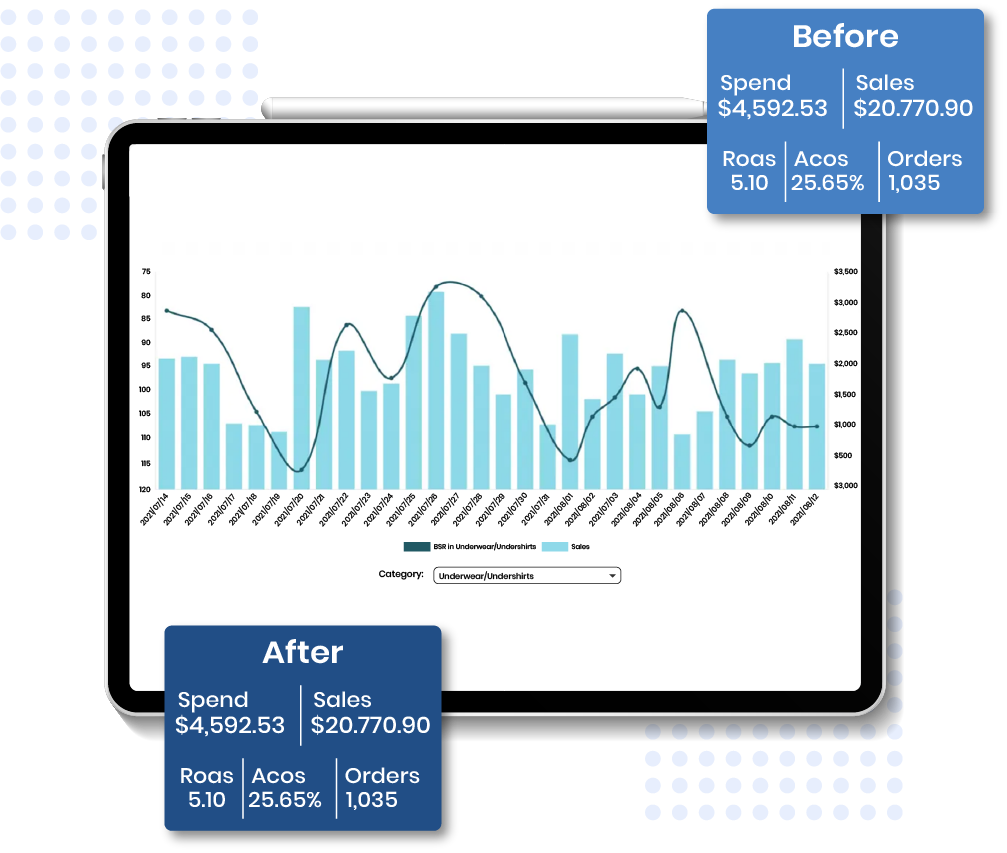 Before
Spend Sales
$4,592.53 $20.770.90
Roas Acos Orders
5.10 25.65% 1,035
75 $3,500
80 $3,000
85 $2,500
90
95 $2,000
100 $1,500
105 $1,000
110
115 $500
120 $3,000
2021/07/14 2021/07/15 2021/07/16 2021/07/17 2021/07/18 2021/07/19 2021/07/20 2021/07/21 2021/07/22 2021/07/23 2021/07/24 2021/07/25 2021/07/26 2021/07/27 2021/07/28 2021/07/29 2021/07/30 2021/07/31 2021/08/01 2021/08/02 2021/07/03 2021/08/04 2021/08/05 2021/08/06 2021/08/07 2021/08/08 2021/08/09 2021/08/10 2021/08/11 2021/08/12
BSR in Underwear/Undershirts Sales
Category: Underwear/Undershirts
After
Spend Sales
$4,592.53 $20.770.90
Roas Acos Orders
5.10 25.65% 1,035